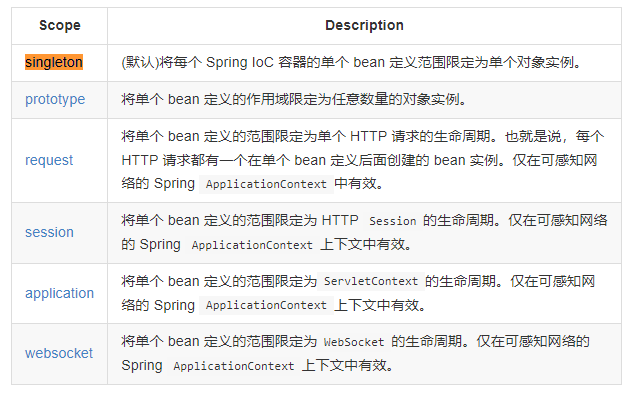 Scope Description
singleton (默认)将每个 Spring IoC 容器的单个 bean 定义范围限定为单个对象实例。
prototype 将单个 bean 定义的作用域限定为任意数量的对象实例。
将单个 bean 定义的范围限定为单个 HTTP 请求的生命周期。也就是说，每个
request HTTP 请求都有一个在单个 bean 定义后面创建的 bean 实例。仅在可感知网
络的 Spring ApplicationContext 中有效。
将单个 bean 定义的范围限定为 HTTP Session 的生命周期。仅在可感知网络
session
的 Spring ApplicationContext 上下文中有效。
将单个 bean 定义的范围限定为 ServletContext 的生命周期。仅在可感知网
application
络的 Spring ApplicationContext 上下文中有效。
将单个 bean 定义的范围限定为 WebSocket 的生命周期。仅在可感知网络的
websocket
Spring ApplicationContext 上下文中有效。